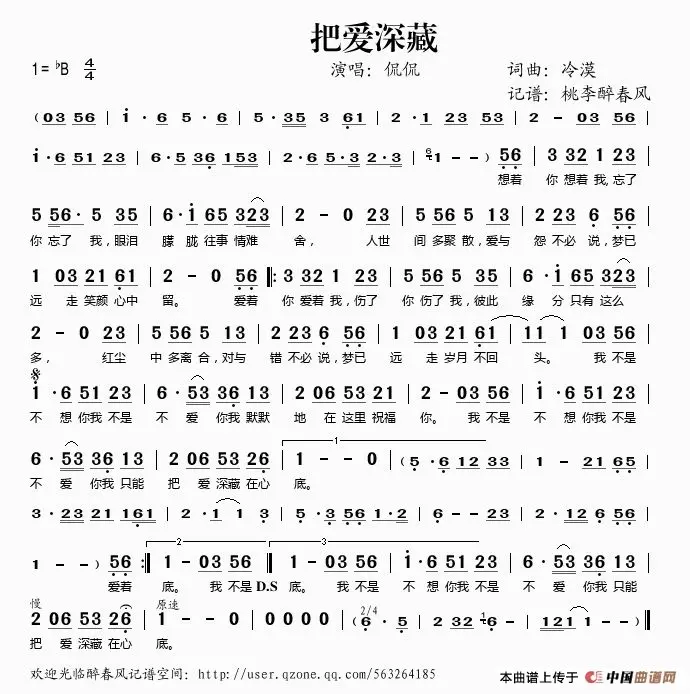 把爱深藏
1=♭B 4/4 演唱：侃侃 词曲：冷漠
记谱：桃李醉春风
(03 56 | i·6 5·6 | 5·35 3 61 | 2·1 23 53 | 2 - 03 56
i·6 51 23 | 6·5 36 153 | 2·6 5·3 2·3 | 6 1 - -) 56 | 3 32 1 23
想着 你 想着 我,忘了
5 56· 5 35 | 6·i 65 323 | 2 - 0 23 | 5 565 5 13 | 2 23 6 56 |
你 忘了 我，眼泪 朦 胧 往事 情难 舍， 人世 间 多聚 散，爱与 怨 不必 说，梦已
1 03 21 61 | 2 - 0 56 |: 3 32 1 23 | 5 565 5 56 | 6·i 65 323 |
远 走 笑颜 心中 留。 爱着 你 爱着 我，伤了 你 伤了 我，彼此 缘 分 只有 这么
2 - 0 23 | 5 565 5 13 | 2 23 6 56 | 1 03 21 61 | 11 1 03 56 |
多， 红尘 中 多离 合，对与 错 不必 说，梦已 远 走 岁月 不回 头。 我 不是
i·6 51 23 | 6·53 36 13 | 2 06 53 23 | 2 - 03 56 | i·6 51 23 |
不 想 你我 不是 不 爱 你我 默默 地 在 这里 祝福 你。 我 不是 不 想 你我 不是
1
6·53 36 13 | 2 06 53 26 | 1 - - 0 | (5·6 12 33 | 1 - 21 65 |
不 爱 你我 只能 把 爱 深藏 在心 底。
3·23 21 161 | 2·1 1 3· | 5·3 56 1·2 | 6 - - 23 | 1·2 12 6 56 |
2 3
1 - -) 56 :| 1 - 03 56 | 1 - 03 56 | i·6 51 23 | 6·53 36 13 |
爱着 底。 我 不是 D.S 底。 我 不是 不 想 你我 不是 不 爱 你我 只能
慢 原速 2/4
2 06 53 26 | 1 - - 0 | 0 0 0 0 | (6·5 | 2 54 32 6 | 121 1 -) ‖
把 爱 深藏 在心 底。
欢迎光临醉春风记谱空间：http://user.qzone.qq.com/563264185
本曲谱上传于 中国曲谱网